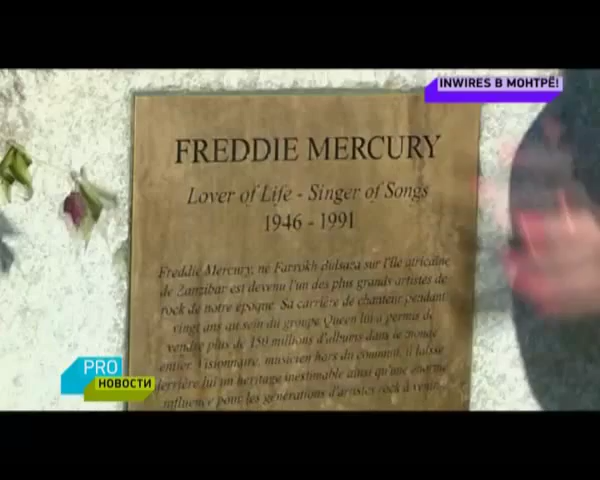 INWIRES В МОНТРЁ!
FREDDIE MERCURY
Lover of Life - Singer of Songs
1946 - 1991
Freddie Mercury, né Farrokh Bulsara sur l'île africaine
de Zanzibar est devenu l'un des plus grands artistes de
rock de notre époque. Sa carrière de chanteur pendant
vingt ans au sein du groupe Queen lui a permis de
vendre plus de 150 millions d'albums dans le monde
entier. Visionnaire, musicien hors du commun, il laisse
derrière lui un héritage inestimable ainsi qu'une énorme
influence pour les générations d'artistes rock à venir.
PRO
НОВОСТИ